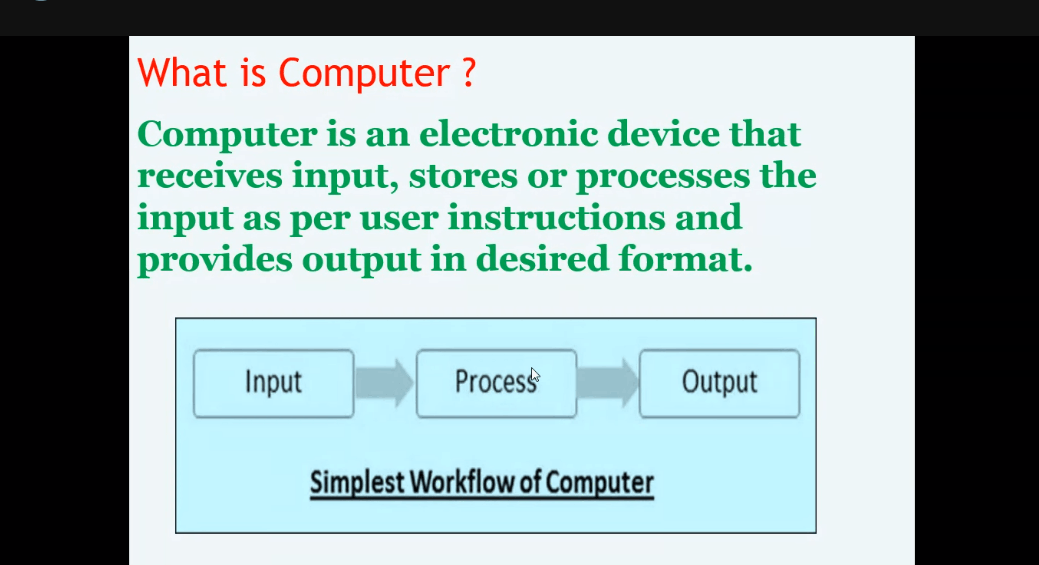 What is Computer ?
Computer is an electronic device that
receives input, stores or processes the
input as per user instructions and
provides output in desired format.
Input
Process
Output
Simplest Workflow of Computer